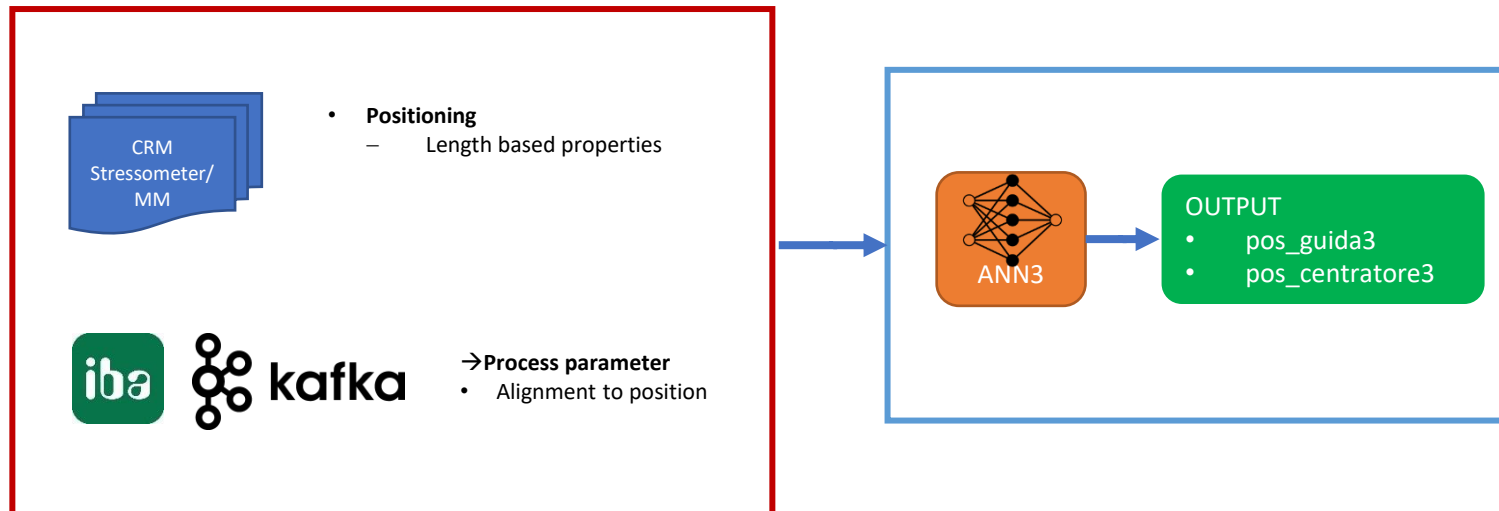 CRM
Stressometer/
MM
• Positioning
– Length based properties
iba
kafka
→Process parameter
• Alignment to position
ANN3
OUTPUT
• pos_guida3
• pos_centratore3